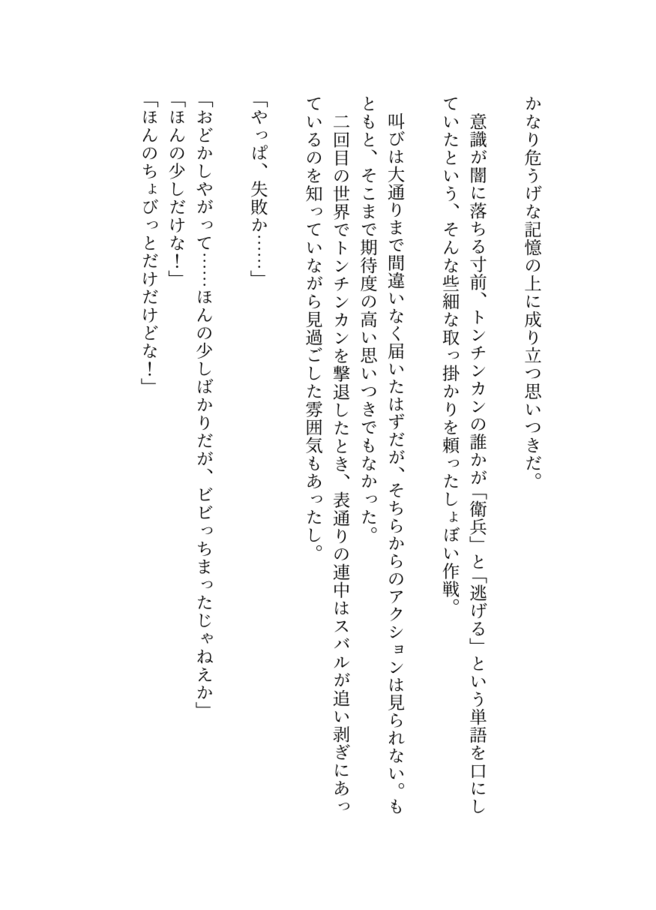 かなり危うげな記憶の上に成り立つ思いつきだ。
意識が闇に落ちる寸前、トンチンカンの誰かが「衛兵」と「逃げる」という単語を口にし
ていたという、そんな些細な取っ掛かりを頼ったしょぼい作戦。
叫びは大通りまで間違いなく届いたはずだが、そちらからのアクションは見られない。も
ともと、そこまで期待度の高い思いつきでもなかった。
二回目の世界でトンチンカンを撃退したとき、表通りの連中はスバルが追い剥ぎにあっ
ているのを知っていながら見過ごした雰囲気もあったし。
「やっぱ、失敗か……」
「おどかしやがって……ほんの少しばかりだが、ビビっちまったじゃねえか」
「ほんの少しだけな！」
「ほんのちょびっとだけだけどな！」